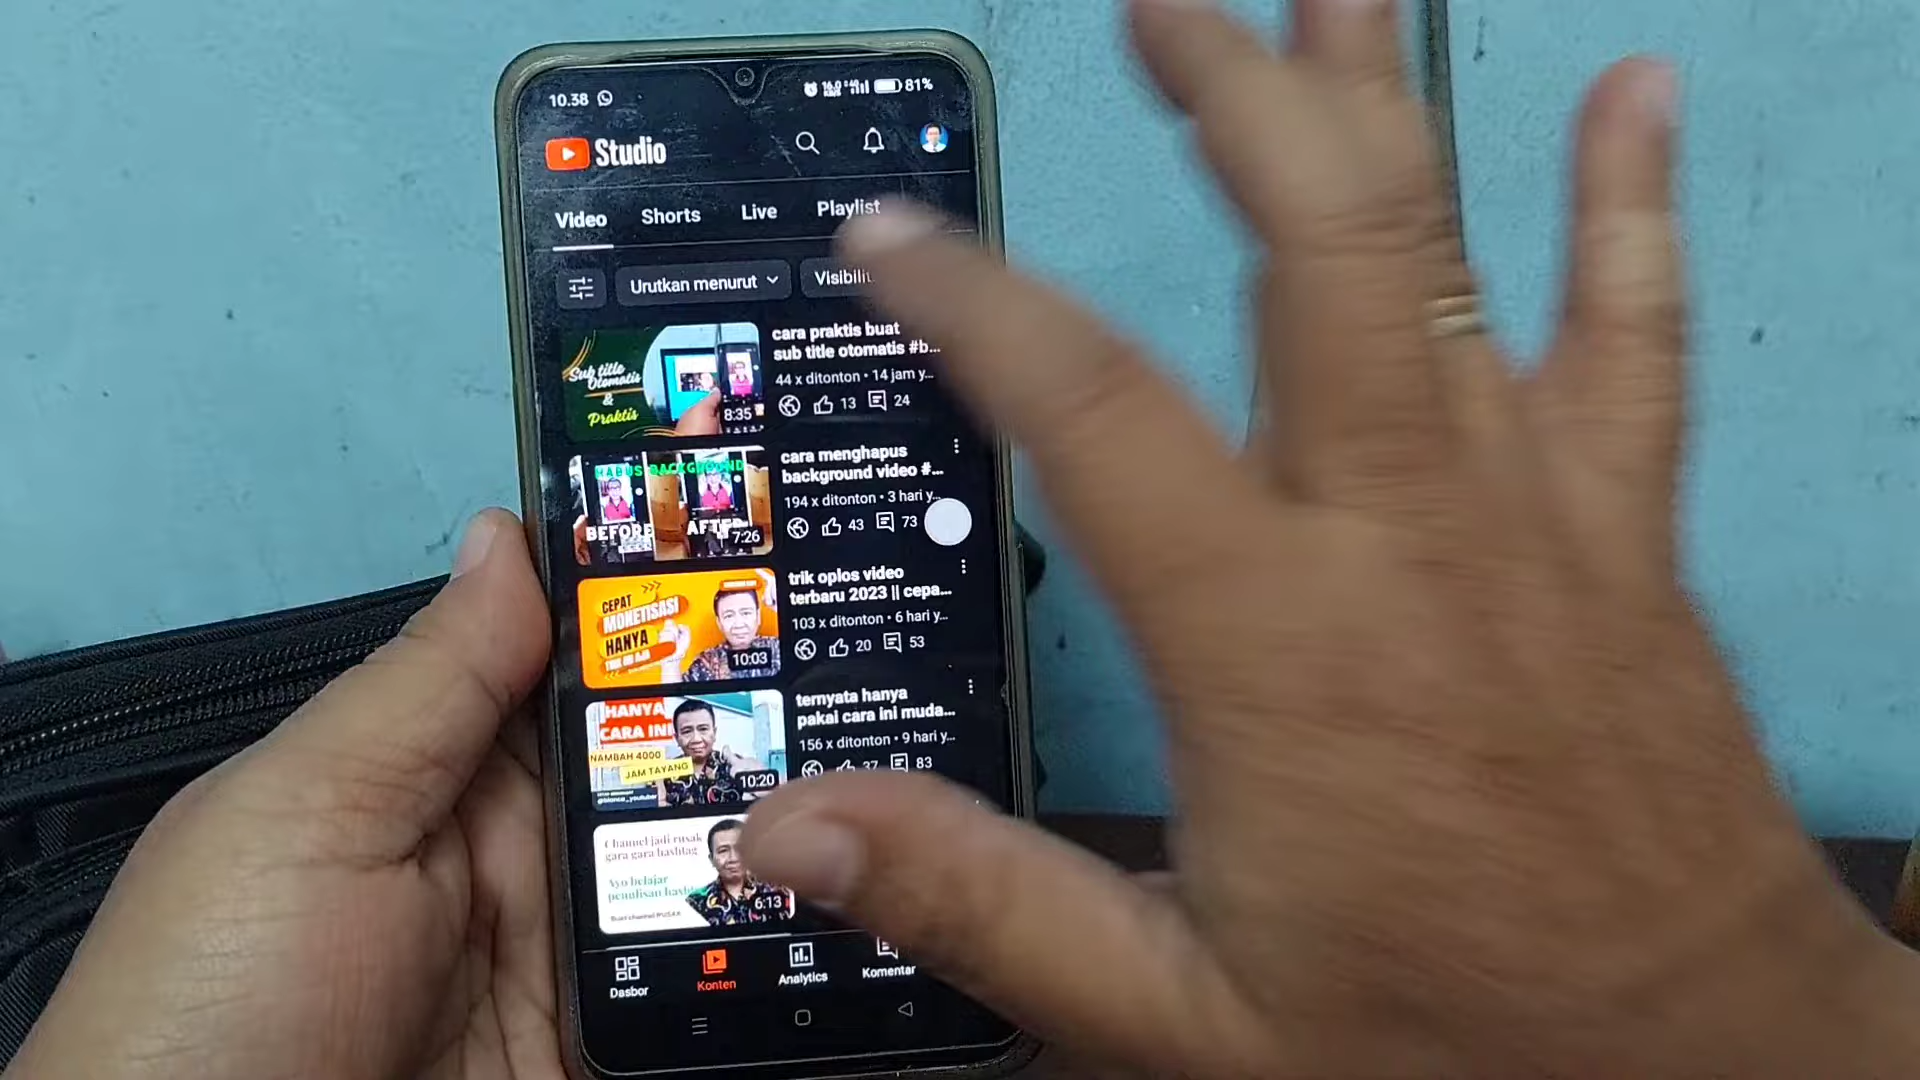 10.38 81%
Studio
Video Shorts Live Playlist
Urutkan menurut
Sub title
Otomatis
&
Praktis
8:35
cara praktis buat
sub title otomatis #b...
44 x ditonton • 14 jam y...
13 24
HAPUS BACKGROUND
BEFORE AFTER
7:26
cara menghapus
background video #...
194 x ditonton • 3 hari y...
43 73
CEPAT
MONETISASI
HANYA
10:03
trik oplos video
terbaru 2023 || cepa...
103 x ditonton • 6 hari y...
20 53
HANYA
CARA INI
NAMBAH 4000
JAM TAYANG
10:20
ternyata hanya
pakai cara ini muda...
156 x ditonton • 9 hari y...
37 83
Channel jadi rusak
gara gara hashtag
Ayo belajar
penulisan
6:13
Dasbor Konten Analytics Komentar